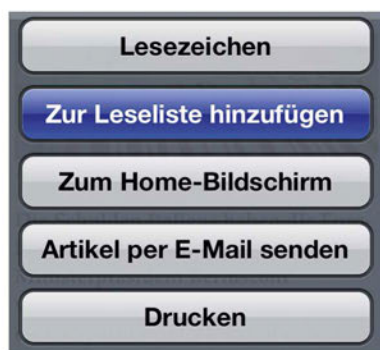 Lesezeichen
Zur Leseliste hinzufügen
Zum Home-Bildschirm
Artikel per E-Mail senden
Drucken